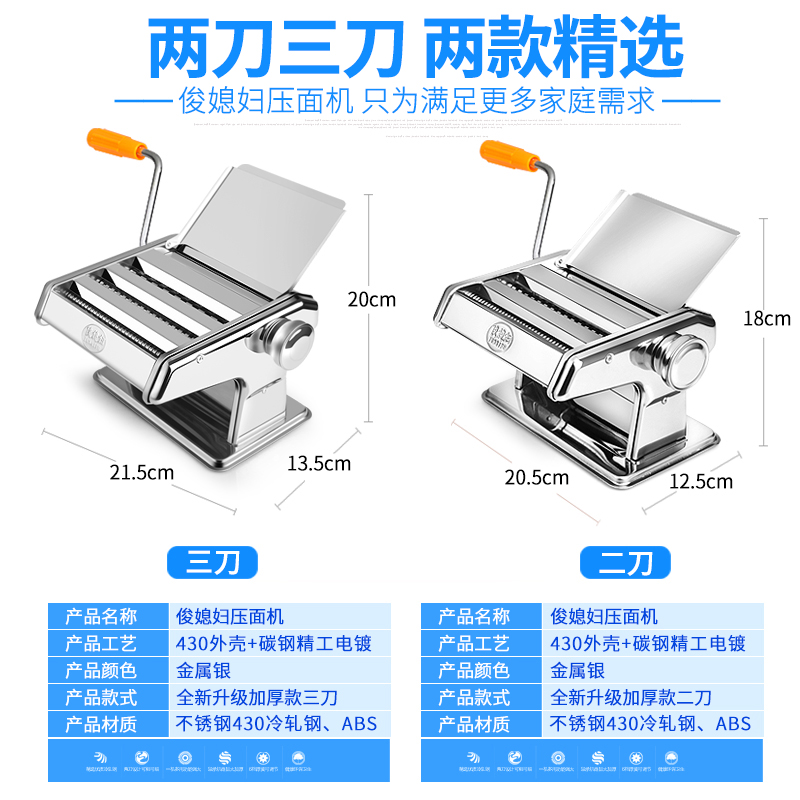 两刀三刀 两款精选
俊媳妇压面机 只为满足更多家庭需求
20cm
21.5cm
13.5cm
18cm
20.5cm
12.5cm
三刀
产品名称 俊媳妇压面机
产品工艺 430外壳+碳钢精工电镀
产品颜色 金属银
产品款式 全新升级加厚款三刀
产品材质 不锈钢430冷轧钢、ABS
二刀
产品名称 俊媳妇压面机
产品工艺 430外壳+碳钢精工电镀
产品颜色 金属银
产品款式 全新升级加厚款二刀
产品材质 不锈钢430冷轧钢、ABS